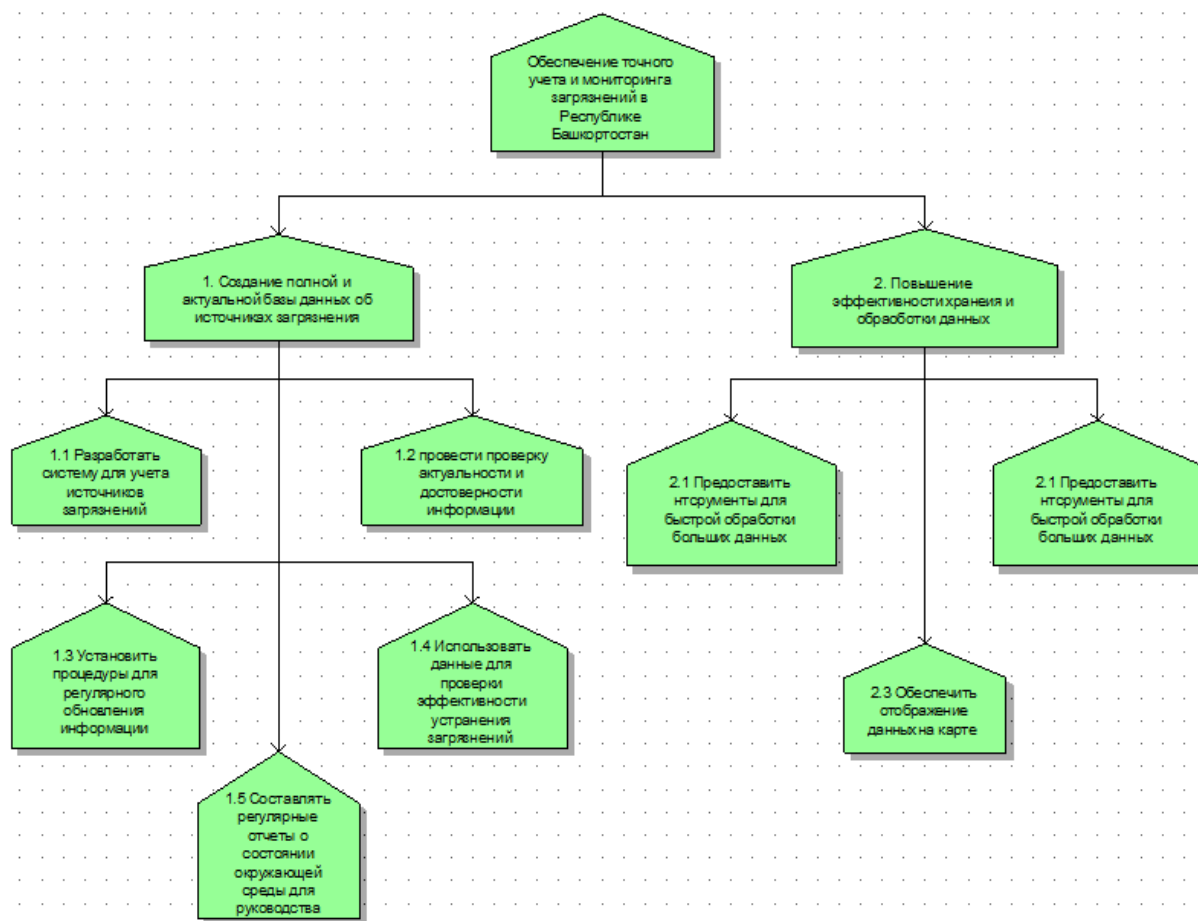 Обеспечение точного
учета и мониторинга
загрязнений в
Республике
Башкортостан
1. Создание полной и
актуальной базы данных об
источниках загрязнения
2. Повышение
эффективности хранеия и
обраоботки данных
1.1 Разработать
систему для учета
источников
загрязнений
1.2 провести проверку
актуальности и
достоверности
информации
2.1 Предоставить
нтсрументы для
быстрой обработки
больших данных
2.1 Предоставить
нтсрументы для
быстрой обработки
больших данных
1.3 Установить
процедуры для
регулярного
обновления
информации
1.4 Использовать
данные для
проверки
эффективности
устранения
загрязнений
2.3 Обеспечить
отображение
данных на карте
1.5 Составлять
регулярные
отчеты о
состоянии
окружающей
среды для
руководства